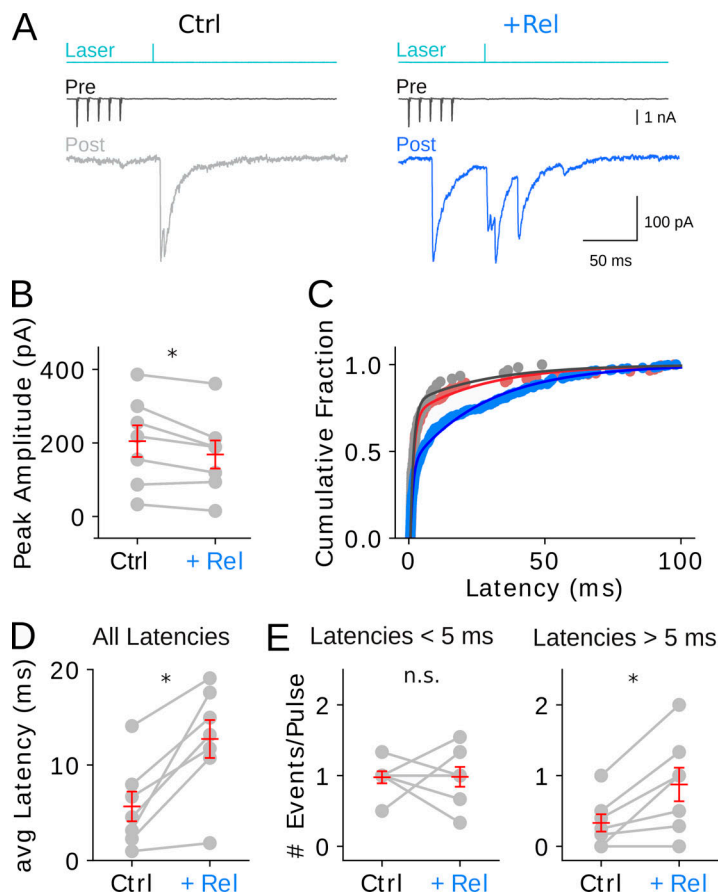 A
Ctrl
+Rel
Laser
Laser
Pre
Pre
1 nA
Post
Post
100 pA
50 ms
B
Peak Amplitude (pA)
400
200
0
*
Ctrl
+ Rel
C
Cumulative Fraction
1.0
0.5
0.0
0
50
100
Latency (ms)
D
All Latencies
avg Latency (ms)
20
10
0
*
Ctrl
+ Rel
E
Latencies < 5 ms
# Events/Pulse
2
1
0
n.s.
Ctrl
+ Rel
Latencies > 5 ms
2
1
0
*
Ctrl
+ Rel